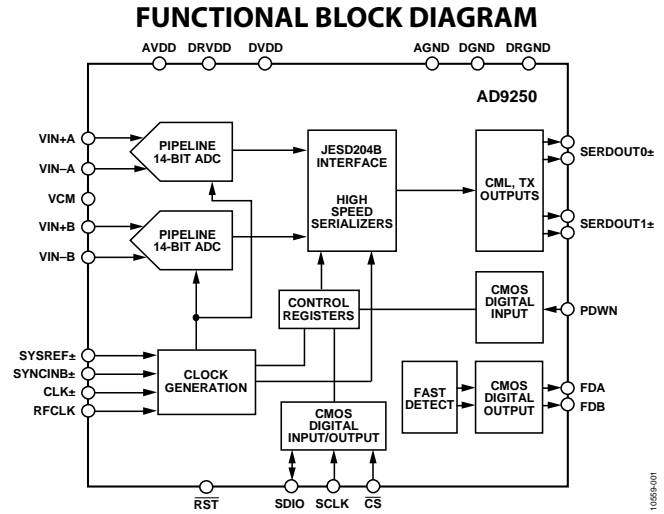 FUNCTIONAL BLOCK DIAGRAM
AVDD DRVDD DVDD AGND DGND DRGND
AD9250
VIN+A
VIN–A
VCM
VIN+B
VIN–B
PIPELINE
14-BIT ADC
PIPELINE
14-BIT ADC
JESD204B
INTERFACE
HIGH
SPEED
SERIALIZERS
CML, TX
OUTPUTS
SERDOUT0±
SERDOUT1±
CONTROL
REGISTERS
CMOS
DIGITAL
INPUT
PDWN
SYSREF±
SYNCINB±
CLK±
RFCLK
CLOCK
GENERATION
CMOS
DIGITAL
INPUT/OUTPUT
FAST
DETECT
CMOS
DIGITAL
OUTPUT
FDA
FDB
RST SDIO SCLK CS
10559-001